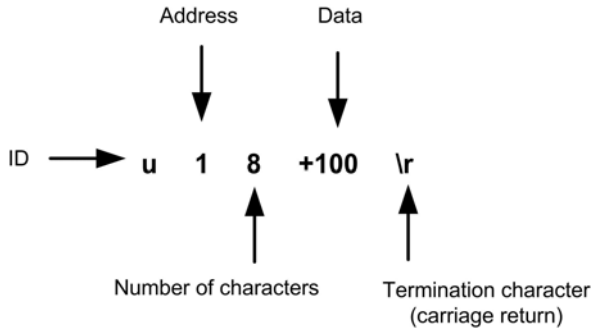 Address Data
ID u 1 8 +100 \r
Number of characters
Termination character
(carriage return)